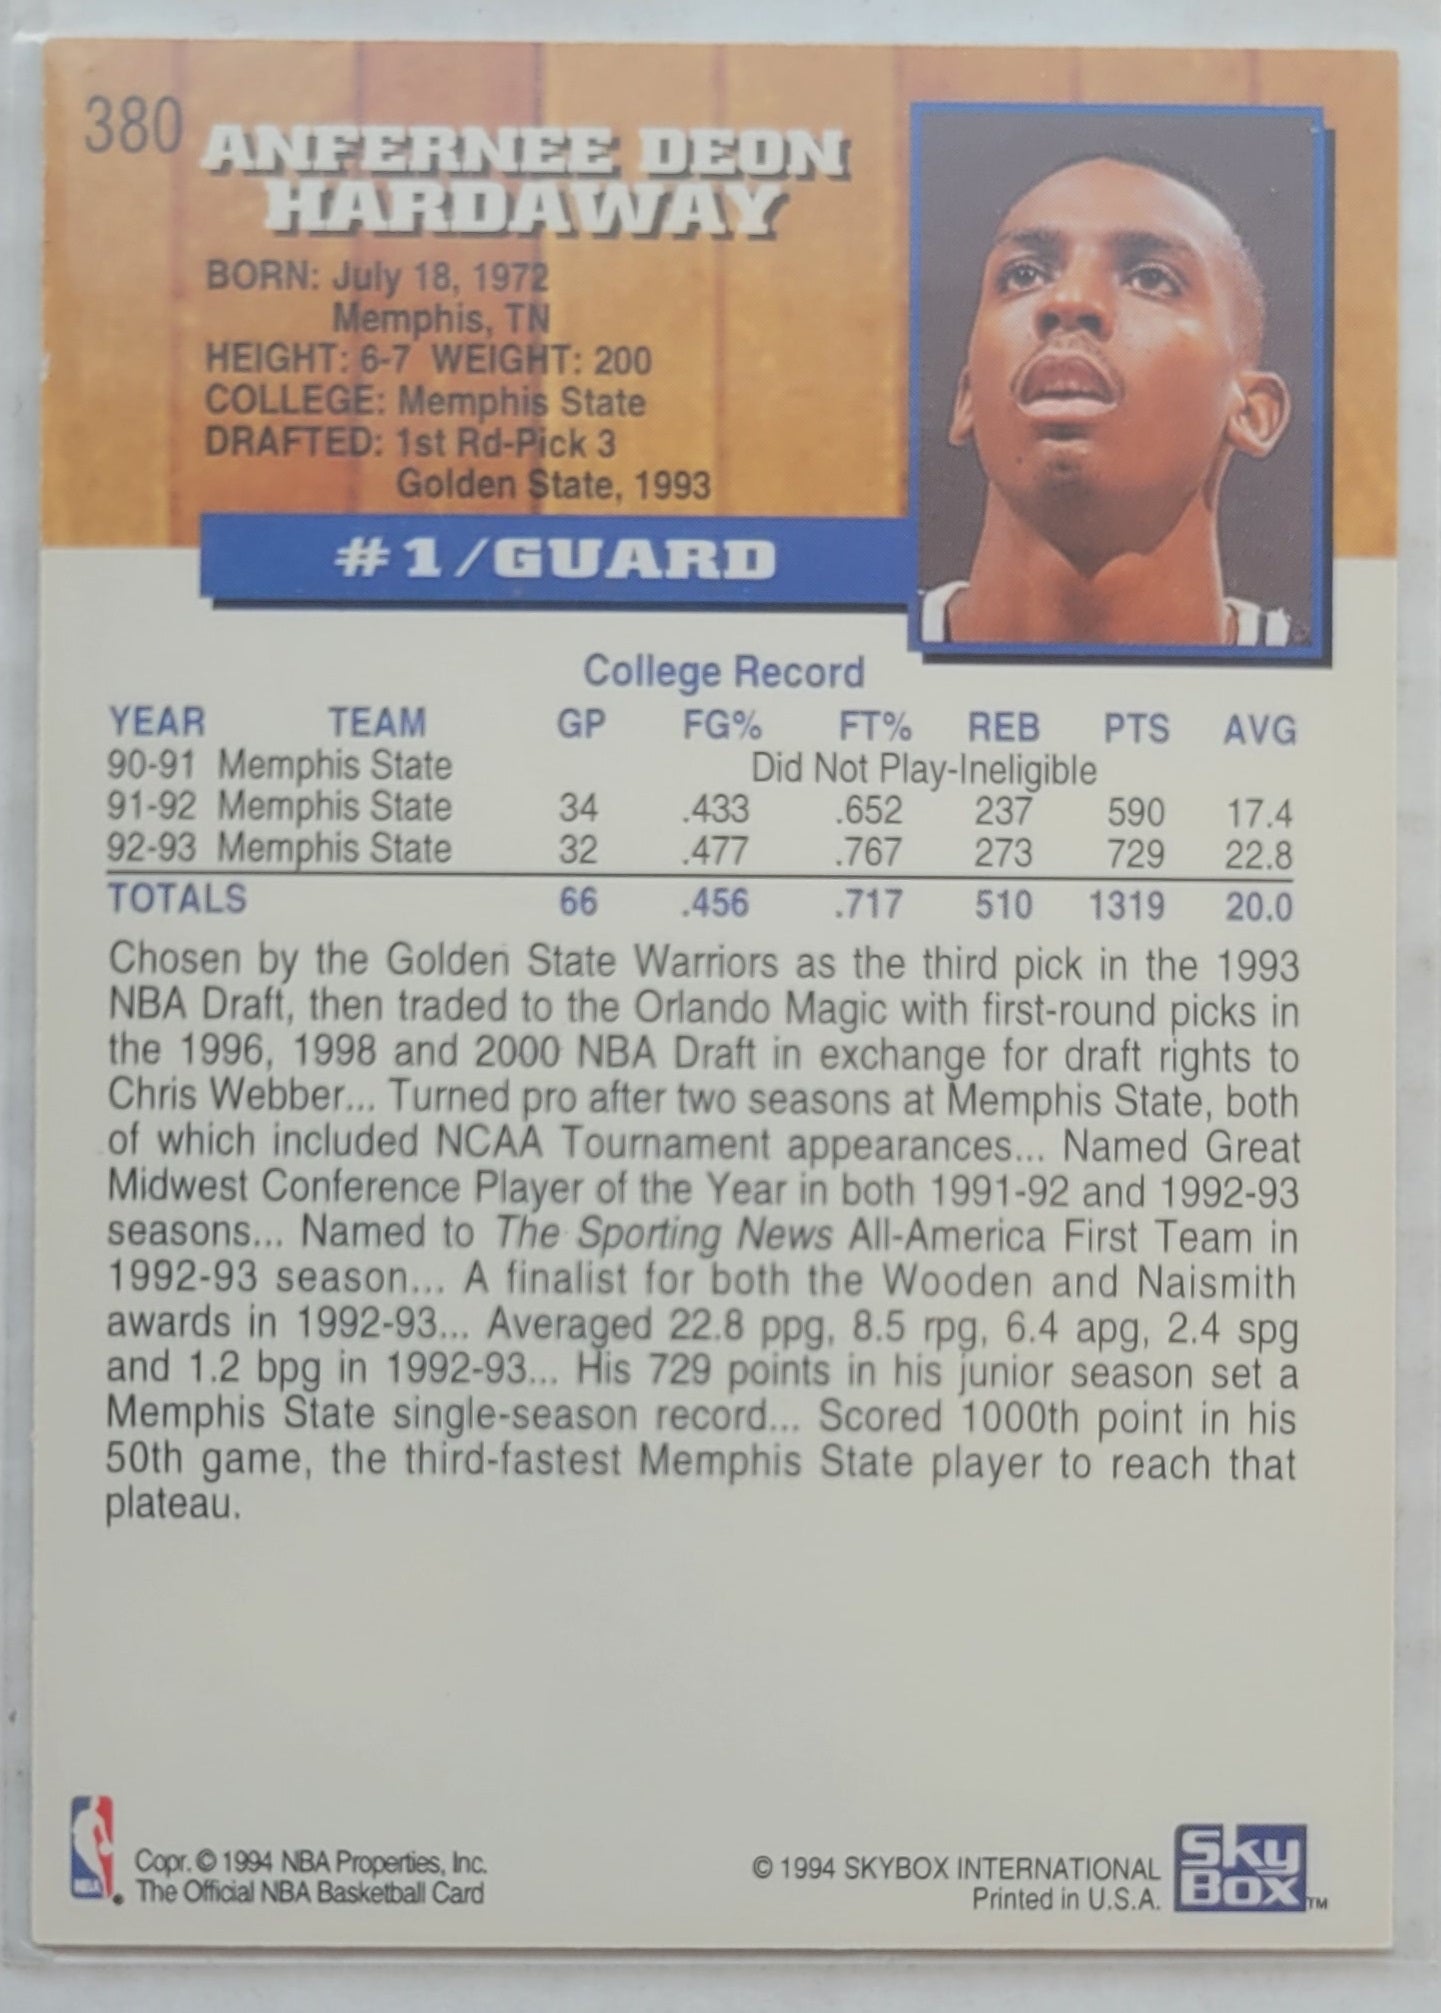 380
ANFERNEE DEON
HARDAWAY
BORN: July 18, 1972
Memphis, TN
HEIGHT: 6-7 WEIGHT: 200
COLLEGE: Memphis State
DRAFTED: 1st Rd-Pick 3
Golden State, 1993
#1/GUARD
College Record
YEAR TEAM GP FG% FT% REB PTS AVG
90-91 Memphis State Did Not Play-Ineligible
91-92 Memphis State 34 .433 .652 237 590 17.4
92-93 Memphis State 32 .477 .767 273 729 22.8
TOTALS 66 .456 .717 510 1319 20.0
Chosen by the Golden State Warriors as the third pick in the 1993
NBA Draft, then traded to the Orlando Magic with first-round picks in
the 1996, 1998 and 2000 NBA Draft in exchange for draft rights to
Chris Webber... Turned pro after two seasons at Memphis State, both
of which included NCAA Tournament appearances... Named Great
Midwest Conference Player of the Year in both 1991-92 and 1992-93
seasons... Named to The Sporting News All-America First Team in
1992-93 season... A finalist for both the Wooden and Naismith
awards in 1992-93... Averaged 22.8 ppg, 8.5 rpg, 6.4 apg, 2.4 spg
and 1.2 bpg in 1992-93... His 729 points in his junior season set a
Memphis State single-season record... Scored 1000th point in his
50th game, the third-fastest Memphis State player to reach that
plateau.
NBA
Copr. © 1994 NBA Properties, Inc.
The Official NBA Basketball Card
© 1994 SKYBOX INTERNATIONAL
Printed in U.S.A.
Sky
Box TM